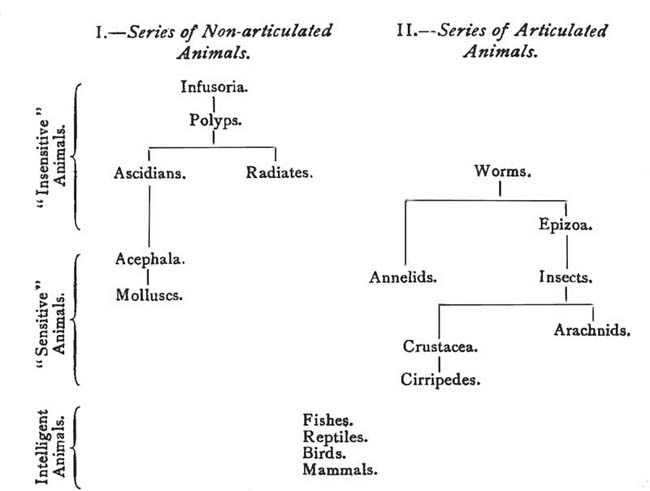 I.—Series of Non-articulated
Animals.
II.--Series of Articulated
Animals.
"Insensitive"
Animals.
Infusoria.
Polyps.
Ascidians.
Radiates.
Worms.
Epizoa.
"Sensitive"
Animals.
Acephala.
Molluscs.
Annelids.
Insects.
Arachnids.
Crustacea.
Cirripedes.
Intelligent
Animals.
Fishes.
Reptiles.
Birds.
Mammals.